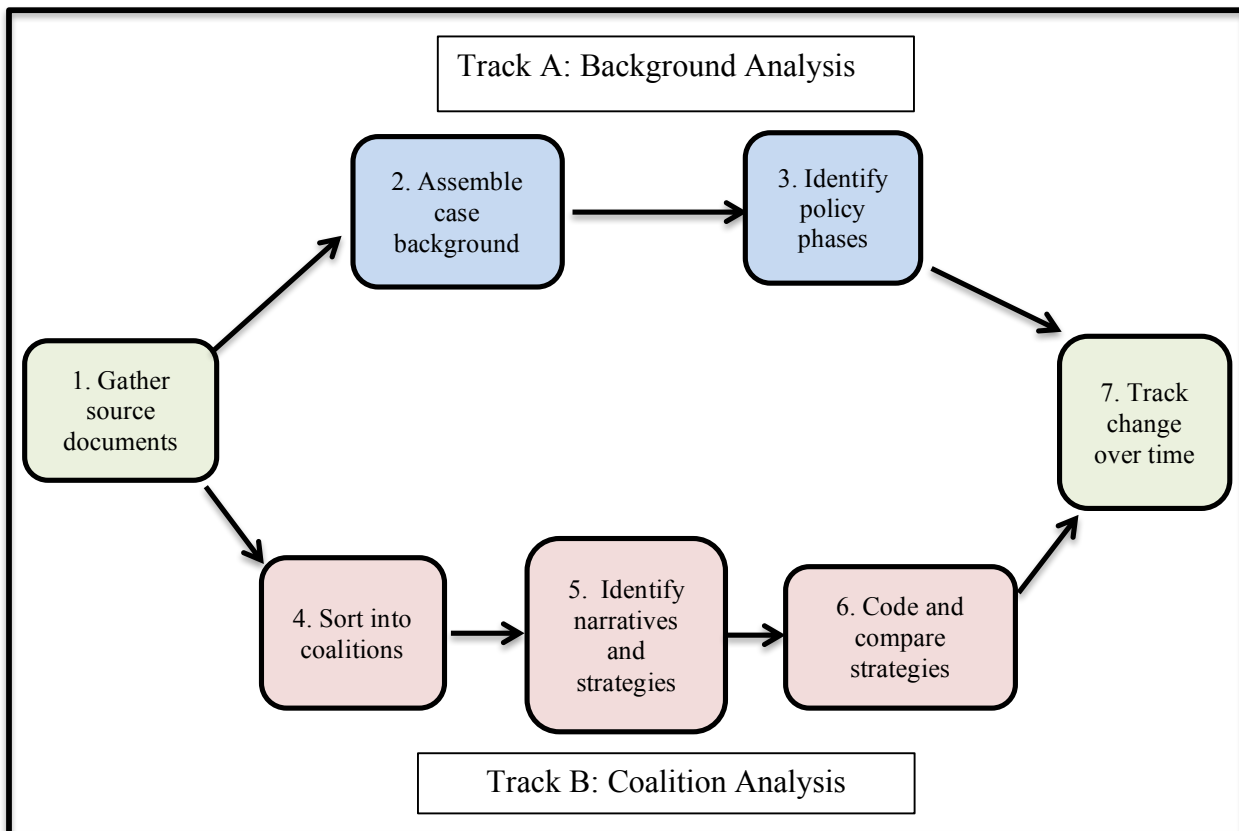 Track A: Background Analysis
2. Assemble
case
background
3. Identify
policy
phases
1. Gather
source
documents
7. Track
change
over time
4. Sort into
coalitions
5. Identify
narratives
and
strategies
6. Code and
compare
strategies
Track B: Coalition Analysis